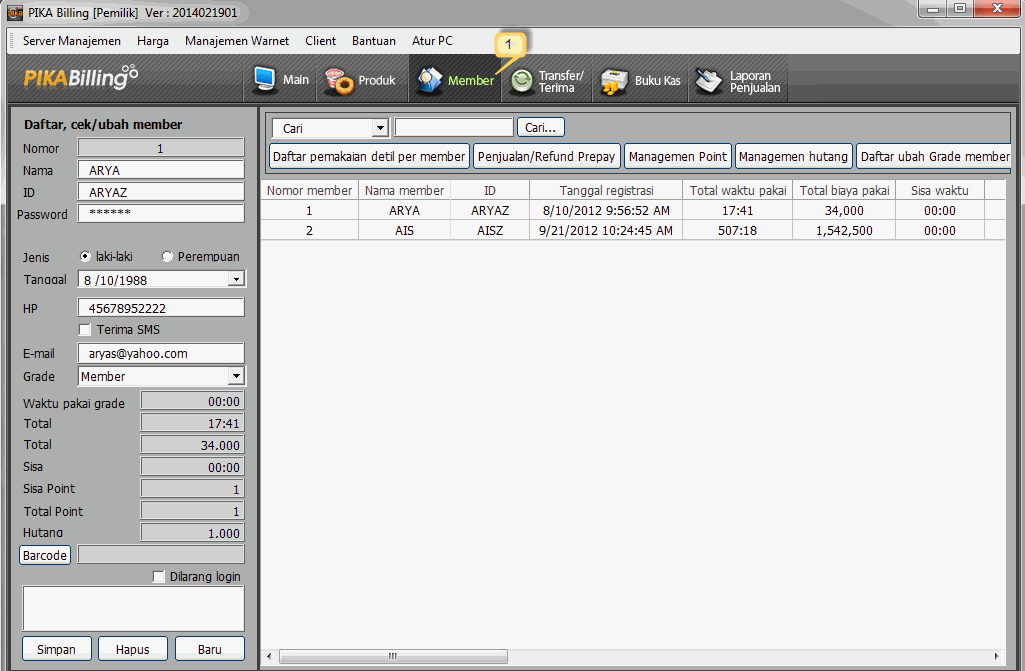 PIKA Billing [Pemilik] Ver : 2014021901
Server Manajemen Harga Manajemen Warnet Client Bantuan Atur PC
1
PIKABilling Main Produk Member Transfer/
Terima Buku Kas Laporan
Penjualan
Daftar, cek/ubah member
Nomor 1
Nama ARYA
ID ARYAZ
Password ******
Jenis laki-laki Perempuan
Tanggal 8 /10/1988
HP 45678952222
Terima SMS
E-mail aryas@yahoo.com
Grade Member
Waktu pakai grade 00:00
Total 17:41
Total 34.000
Sisa 00:00
Sisa Point 1
Total Point 1
Hutang 1.000
Barcode
Dilarang login
Simpan Hapus Baru
Cari Cari...
Daftar pemakaian detil per member Penjualan/Refund Prepay Managemen Point Managemen hutang Daftar ubah Grade member
Nomor member Nama member ID Tanggal registrasi Total waktu pakai Total biaya pakai Sisa waktu
1 ARYA ARYAZ 8/10/2012 9:56:52 AM 17:41 34,000 00:00
2 AIS AISZ 9/21/2012 10:24:45 AM 507:18 1,542,500 00:00